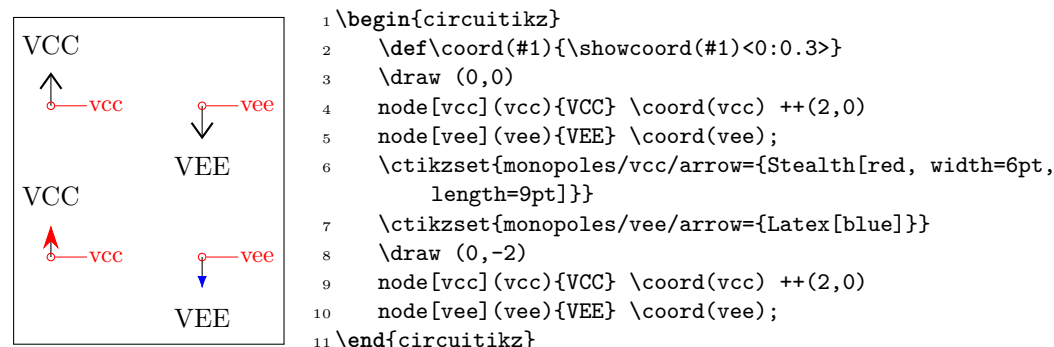 VCC
vcc vee
VEE
VCC
vcc vee
VEE
1 \begin{circuitikz}
2     \def\coord(#1){\showcoord(#1)<0:0.3>}
3     \draw (0,0)
4     node[vcc](vcc){VCC} \coord(vcc) ++(2,0)
5     node[vee](vee){VEE} \coord(vee);
6     \ctikzset{monopoles/vcc/arrow={Stealth[red, width=6pt,
length=9pt]}}
7     \ctikzset{monopoles/vee/arrow={Latex[blue]}}
8     \draw (0,-2)
9     node[vcc](vcc){VCC} \coord(vcc) ++(2,0)
10     node[vee](vee){VEE} \coord(vee);
11 \end{circuitikz}